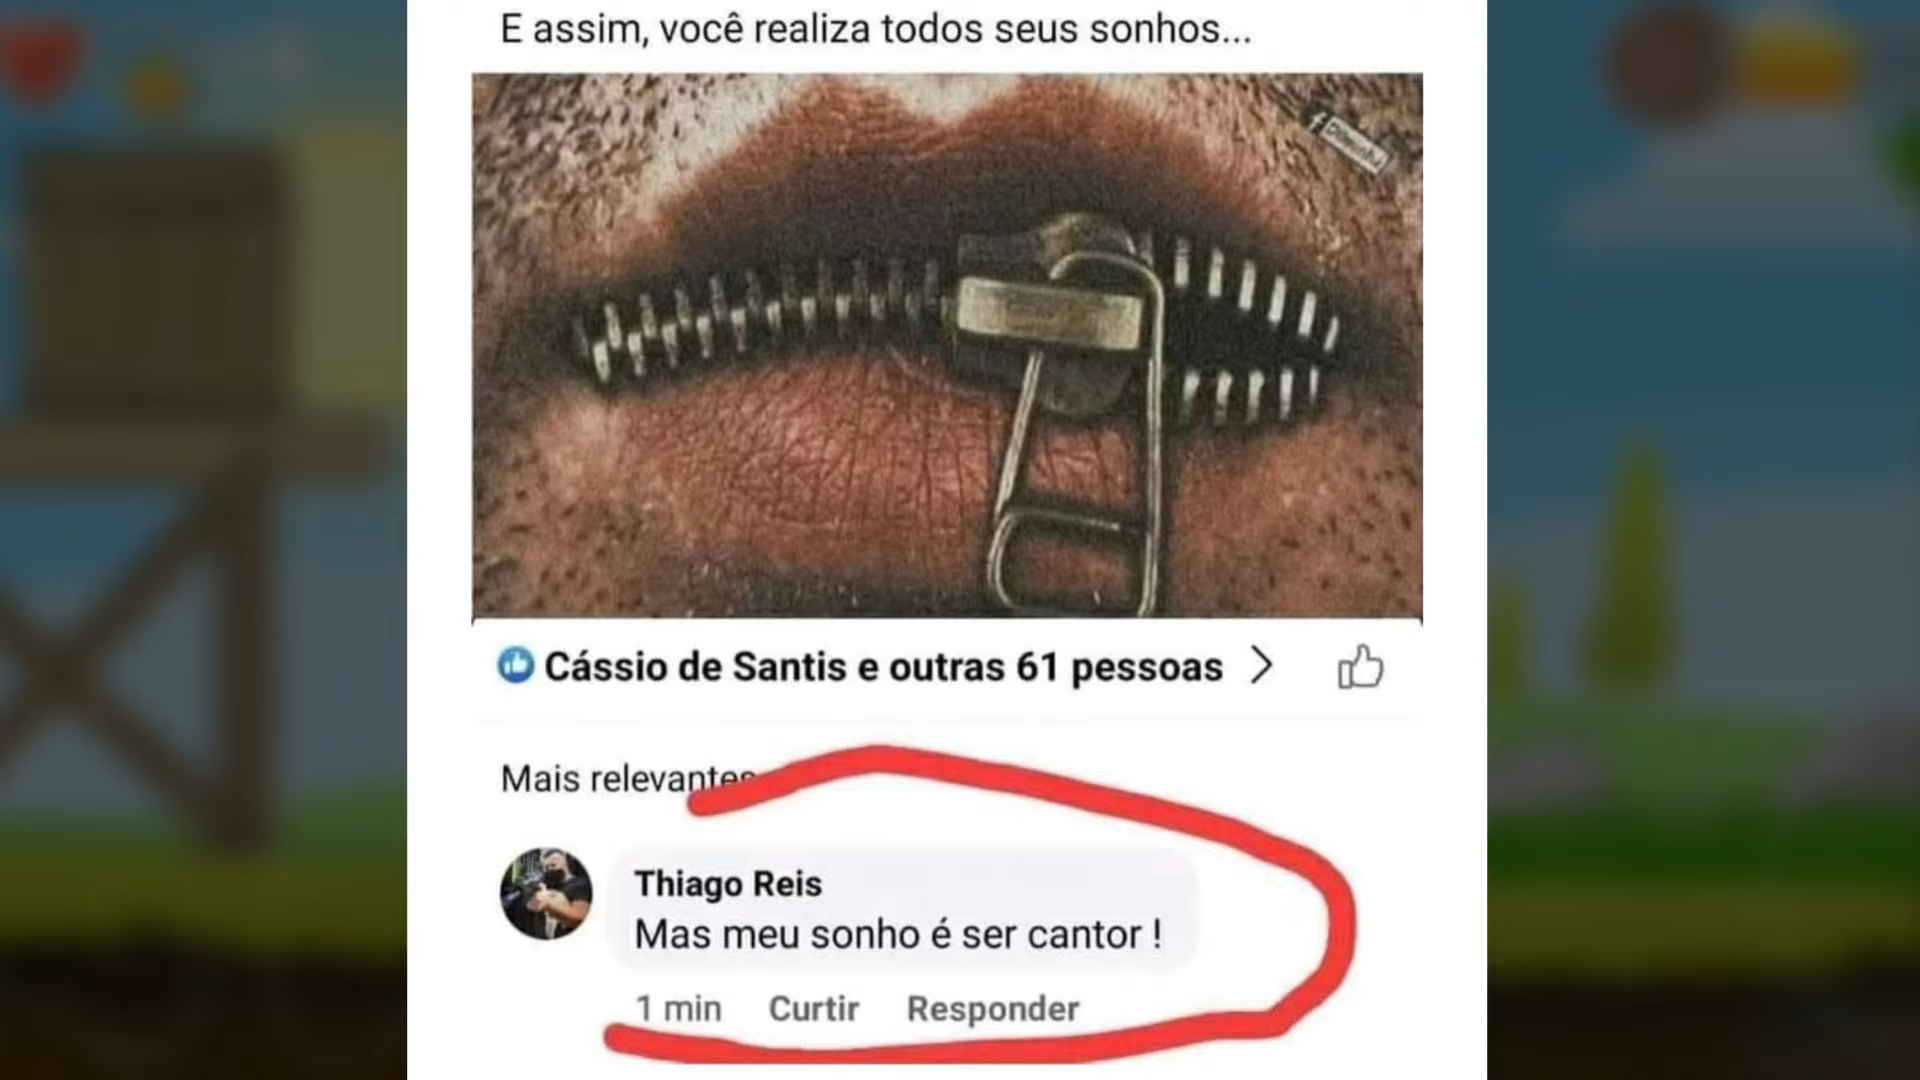 E assim, você realiza todos seus sonhos...
Cássio de Santis e outras 61 pessoas
Mais relevantes
Thiago Reis
Mas meu sonho é ser cantor !
1 min Curtir Responder